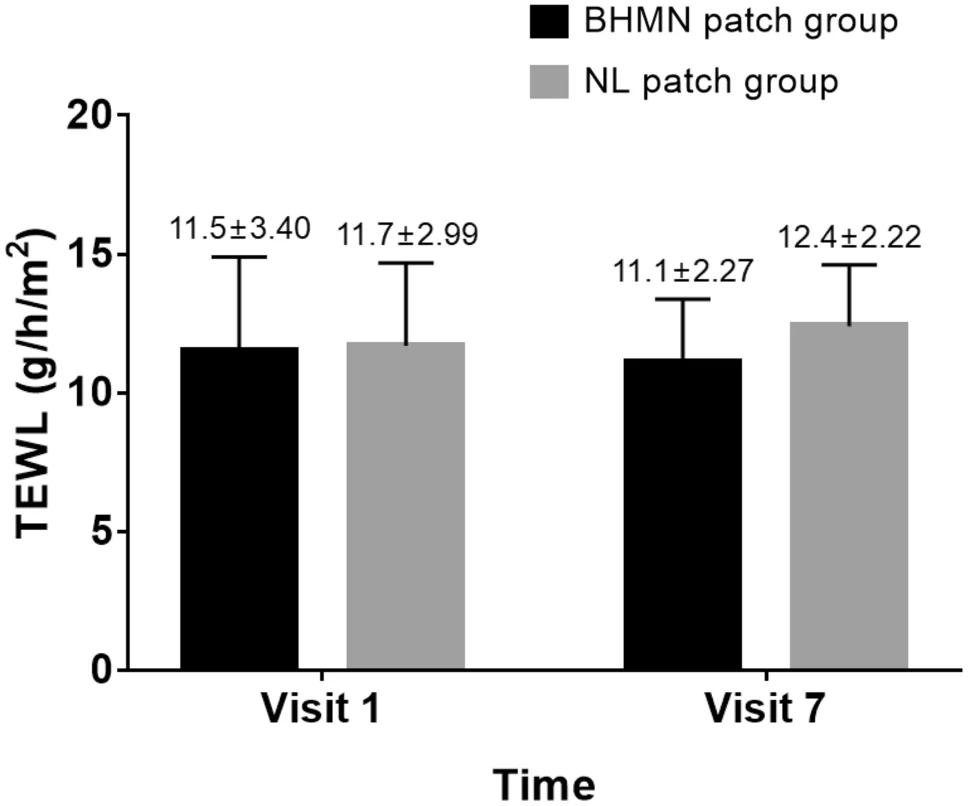 BHMN patch group
NL patch group
20
15
10
5
0
TEWL (g/h/m²)
11.5±3.40
11.7±2.99
11.1±2.27
12.4±2.22
Visit 1
Visit 7
Time